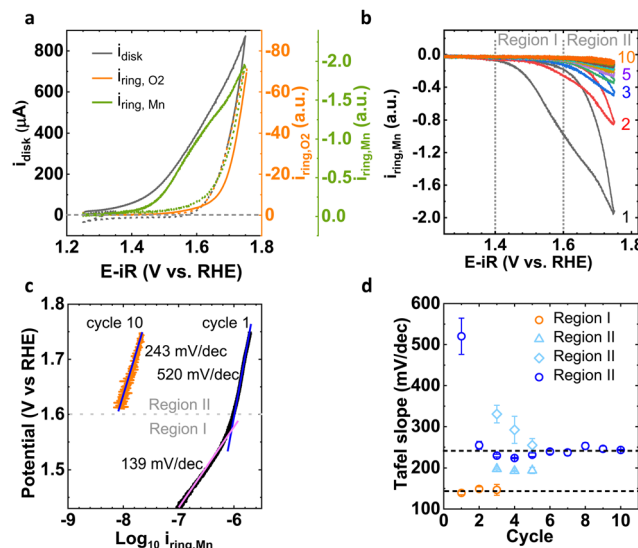 a
i_disk
i_ring, O2
i_ring, Mn
800
600
400
200
0
i_disk (μA)
-80
-60
-40
-20
0
i_ring,O2 (a.u.)
-2.0
-1.5
-1.0
-0.5
0.0
i_ring,Mn (a.u.)
1.2 1.4 1.6 1.8
E-iR (V vs. RHE)
b
Region I Region II
0.0
-0.4
-0.8
-1.2
-1.6
-2.0
i_ring,Mn (a.u.)
10
5
3
2
1
1.4 1.6 1.8
E-iR (V vs. RHE)
c
cycle 10 cycle 1
243 mV/dec
520 mV/dec
Region II
Region I
139 mV/dec
1.8
1.7
1.6
1.5
Potential (V vs RHE)
-9 -8 -7 -6
Log10 i_ring,Mn
d
Region I
Region II
Region II
Region II
600
500
400
300
200
100
Tafel slope (mV/dec)
0 2 4 6 8 10
Cycle